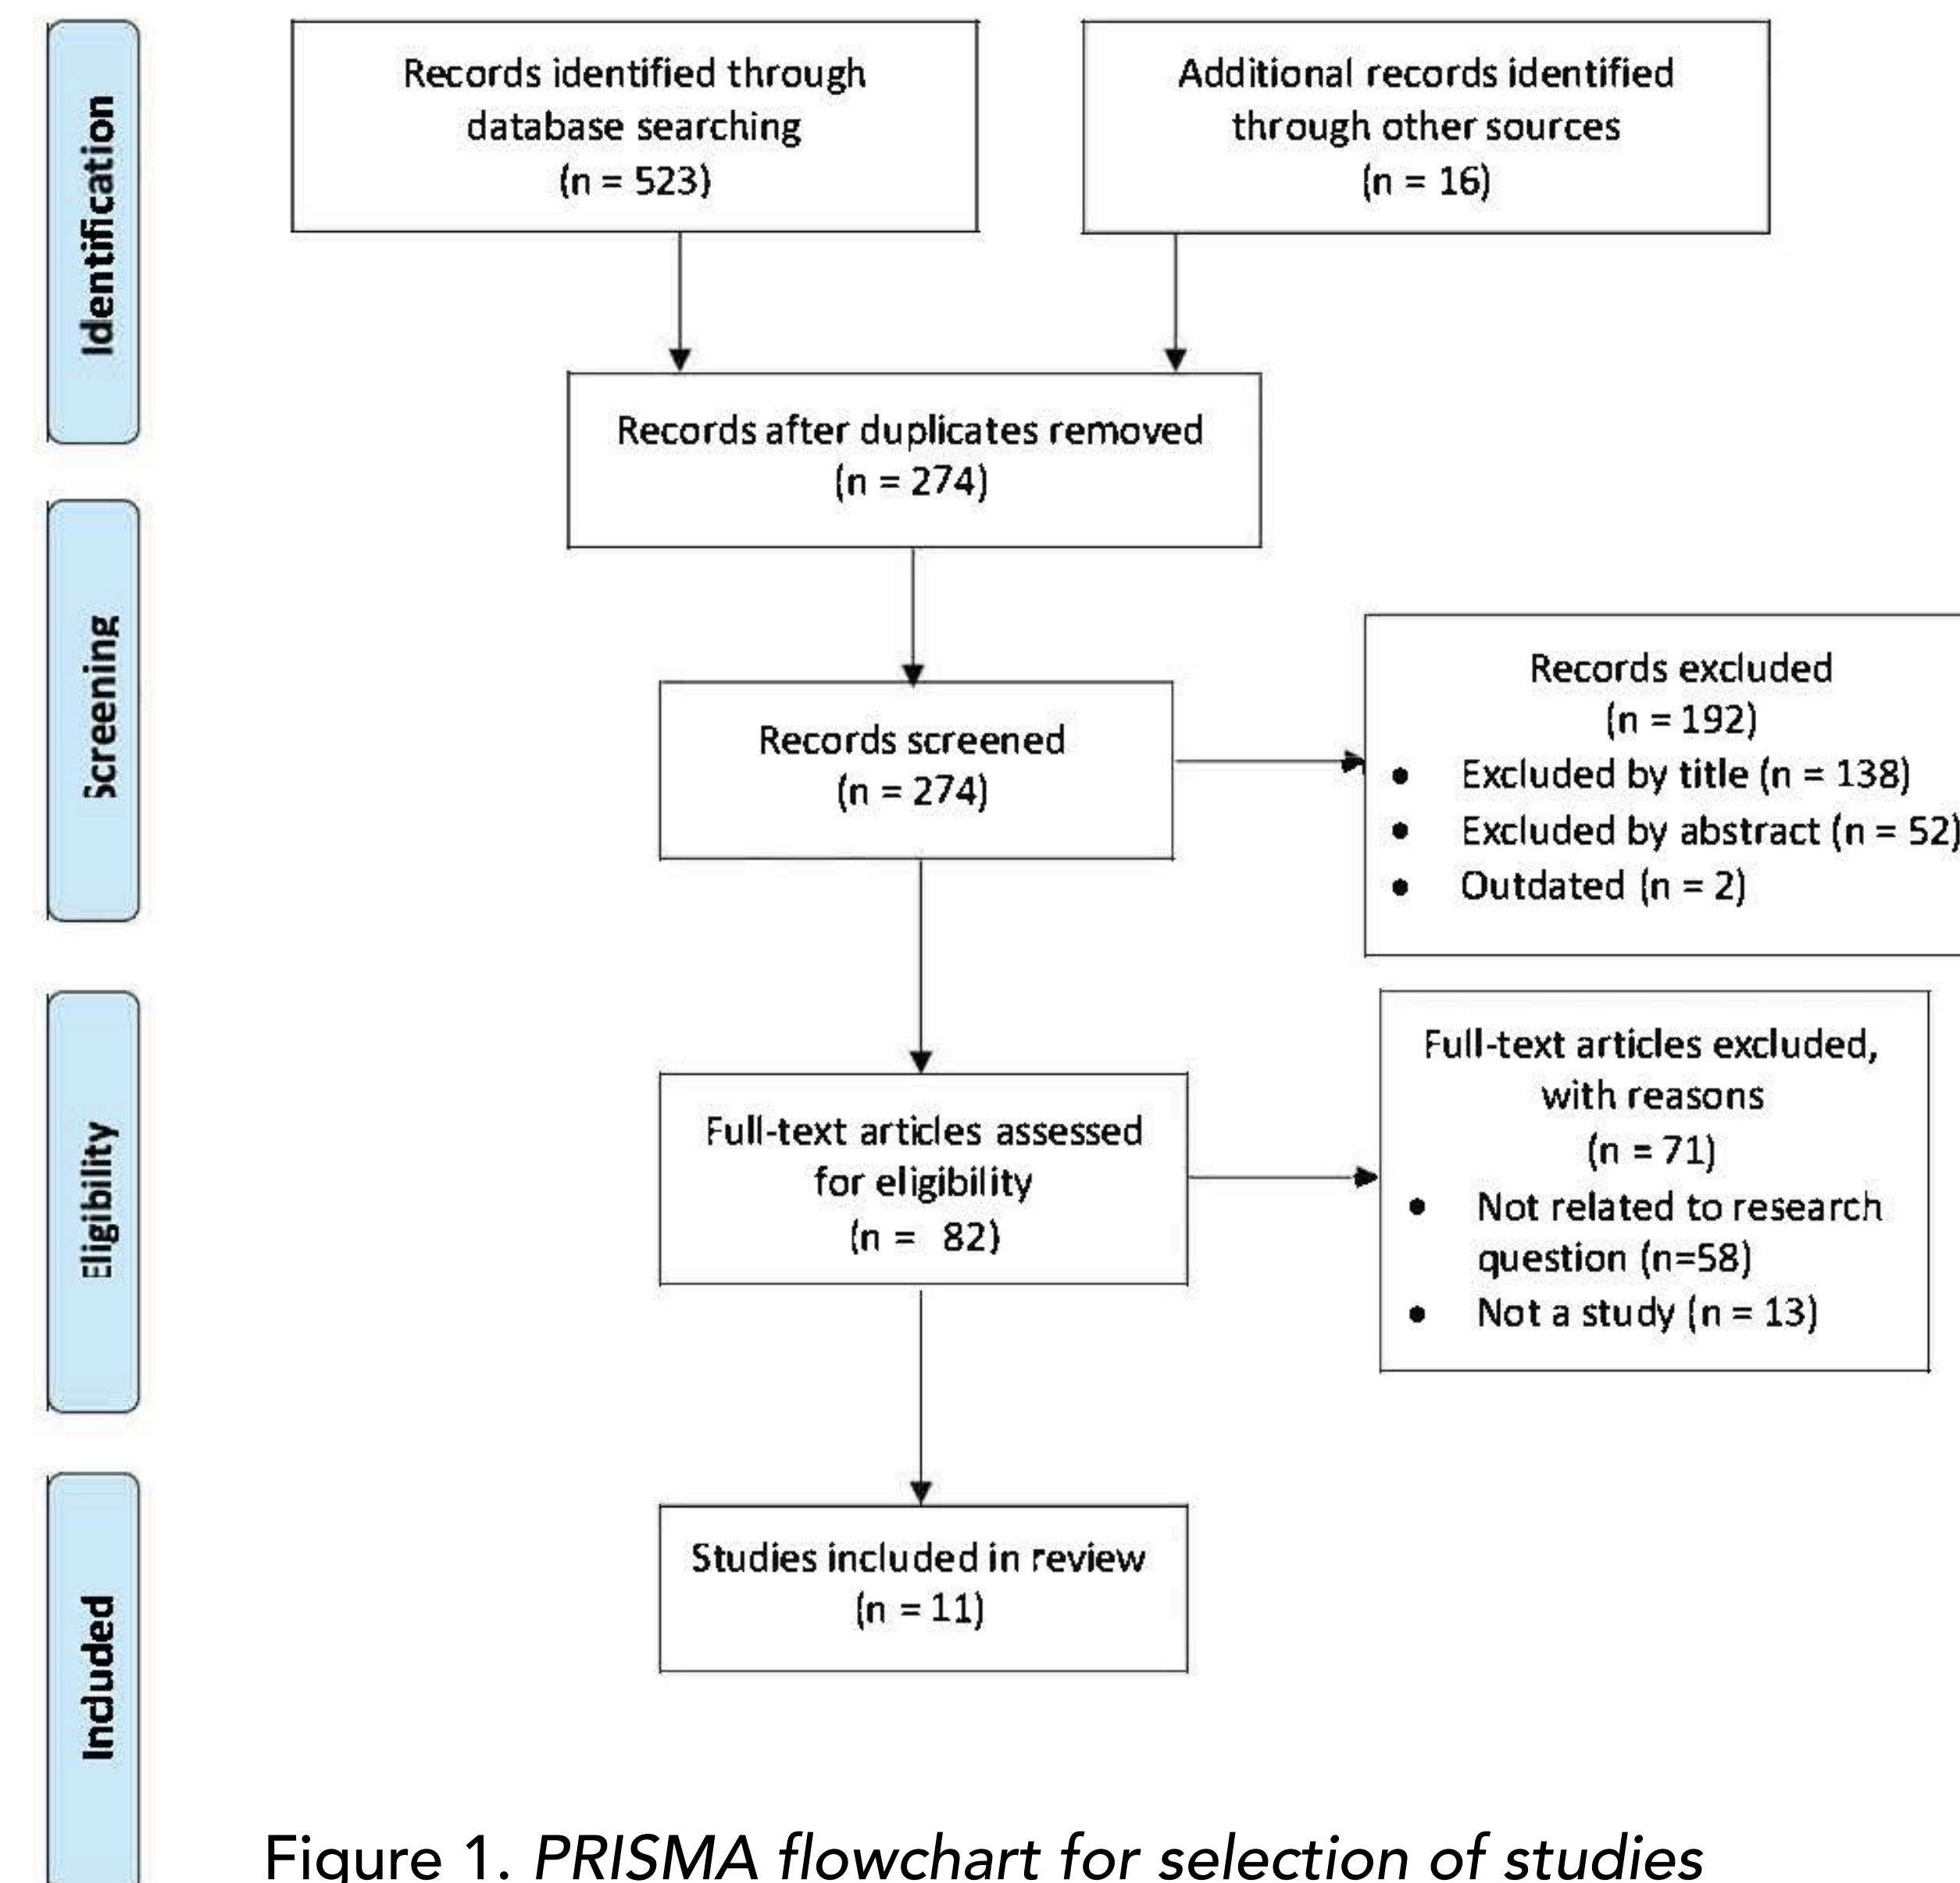 Identification
Records identified through
database searching
(n = 523)
Additional records identified
through other sources
(n = 16)
Records after duplicates removed
(n = 274)
Screening
Records screened
(n = 274)
Records excluded
(n = 192)
• Excluded by title (n = 138)
• Excluded by abstract (n = 52)
• Outdated (n = 2)
Eligibility
Full-text articles assessed
for eligibility
(n = 82)
Full-text articles excluded,
with reasons
(n = 71)
• Not related to research
question (n=58)
• Not a study (n = 13)
Included
Studies included in review
(n = 11)
Figure 1. PRISMA flowchart for selection of studies